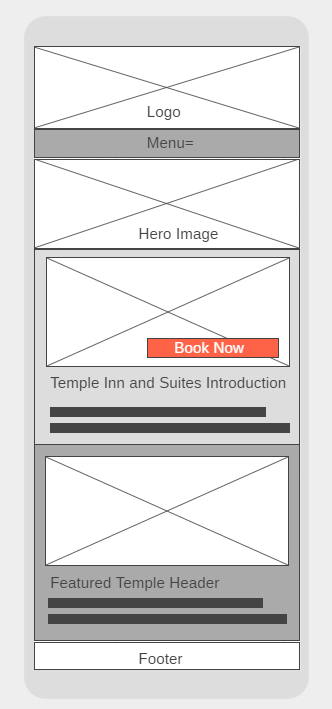 Logo
Menu=
Hero Image
Book Now
Temple Inn and Suites Introduction
Featured Temple Header
Footer